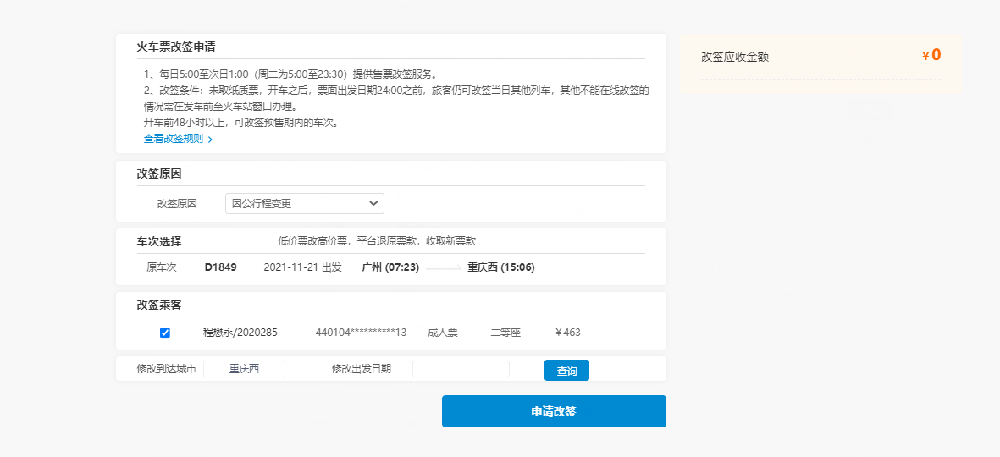 火车票改签申请
改签应收金额 ¥0
1、每日5:00至次日1:00（周二为5:00至23:30）提供售票改签服务。
2、改签条件：未取纸质票，开车之后，票面出发日期24:00之前，旅客仍可改签当日其他列车，其他不能在线改签的
情况需在发车前至火车站窗口办理。
开车前48小时以上，可改签预售期内的车次。
查看改签规则 >
改签原因
改签原因 因公行程变更
车次选择 低价票改高价票，平台退原票款，收取新票款
原车次 D1849 2021-11-21 出发 广州 (07:23) 重庆西 (15:06)
改签乘客
程懋永/2020285 440104**********13 成人票 二等座 ¥463
修改到达城市 重庆西 修改出发日期 查询
申请改签